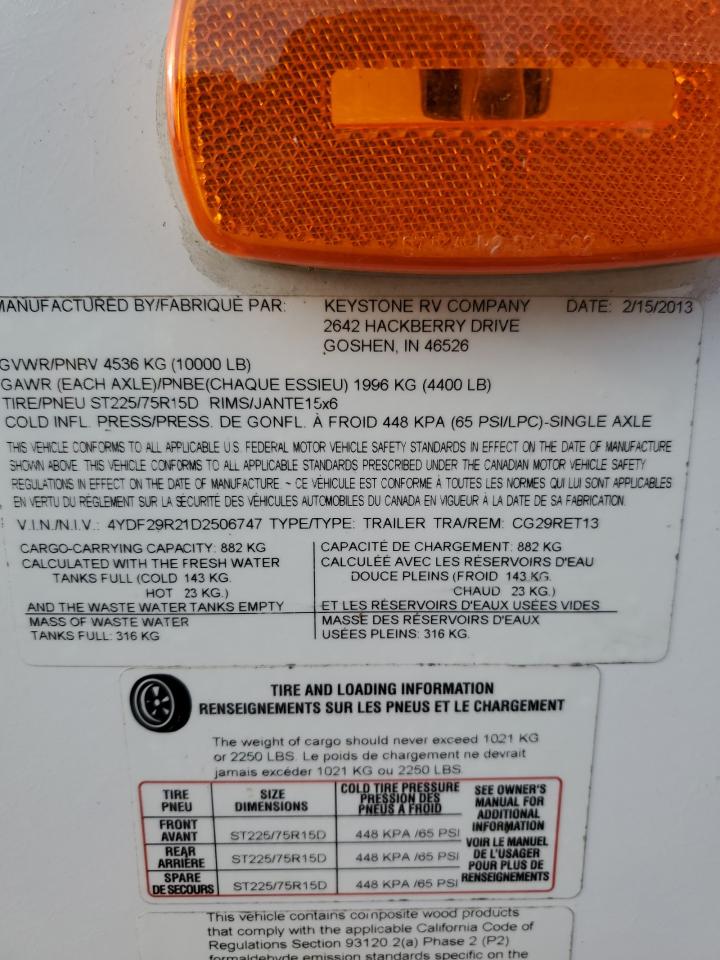 MANUFACTURED BY/FABRIQUÉ PAR: KEYSTONE RV COMPANY DATE: 2/15/2013
2642 HACKBERRY DRIVE
GOSHEN, IN 46526
GVWR/PNBV 4536 KG (10000 LB)
GAWR (EACH AXLE)/PNBE(CHAQUE ESSIEU) 1996 KG (4400 LB)
TIRE/PNEU ST225/75R15D RIMS/JANTE15x6
COLD INFL. PRESS/PRESS. DE GONFL. À FROID 448 KPA (65 PSI/LPC)-SINGLE AXLE
THIS VEHICLE CONFORMS TO ALL APPLICABLE U.S. FEDERAL MOTOR VEHICLE SAFETY STANDARDS IN EFFECT ON THE DATE OF MANUFACTURE
SHOWN ABOVE. THIS VEHICLE CONFORMS TO ALL APPLICABLE STANDARDS PRESCRIBED UNDER THE CANADIAN MOTOR VEHICLE SAFETY
REGULATIONS IN EFFECT ON THE DATE OF MANUFACTURE. ~ CE VÉHICULE EST CONFORME À TOUTES LES NORMES QUI LUI SONT APPLICABLES
EN VERTU DU RÈGLEMENT SUR LA SÉCURITÉ DES VÉHICULES AUTOMOBILES DU CANADA EN VIGUEUR À LA DATE DE SA FABRICATION.
V.I.N./N.I.V.: 4YDF29R21D2506747 TYPE/TYPE: TRAILER TRA/REM: CG29RET13
CARGO-CARRYING CAPACITY: 882 KG
CALCULATED WITH THE FRESH WATER
TANKS FULL (COLD 143 KG.
HOT 23 KG.)
AND THE WASTE WATER TANKS EMPTY
MASS OF WASTE WATER
TANKS FULL: 316 KG
CAPACITÉ DE CHARGEMENT: 882 KG
CALCULÉE AVEC LES RÉSERVOIRS D'EAU
DOUCE PLEINS (FROID 143 KG.
CHAUD 23 KG.)
ET LES RÉSERVOIRS D'EAUX USÉES VIDES
MASSE DES RÉSERVOIRS D'EAUX
USÉES PLEINS: 316 KG.
TIRE AND LOADING INFORMATION
RENSEIGNEMENTS SUR LES PNEUS ET LE CHARGEMENT
The weight of cargo should never exceed 1021 KG
or 2250 LBS. Le poids de chargement ne devrait
jamais excéder 1021 KG ou 2250 LBS
TIRE PNEU SIZE DIMENSIONS COLD TIRE PRESSURE PRESSION DES PNEUS A FROID
FRONT AVANT ST225/75R15D 448 KPA /65 PSI
REAR ARRIÈRE ST225/75R15D 448 KPA /65 PSI
SPARE DE SECOURS ST225/75R15D 448 KPA /65 PSI
SEE OWNER'S
MANUAL FOR
ADDITIONAL
INFORMATION
VOIR LE MANUEL
DE L'USAGER
POUR PLUS DE
RENSEIGNEMENTS
This vehicle contains composite wood products
that comply with the applicable California Code of
Regulations Section 93120 2(a) Phase 2 (P2)
formaldehyde emission standards specific on the